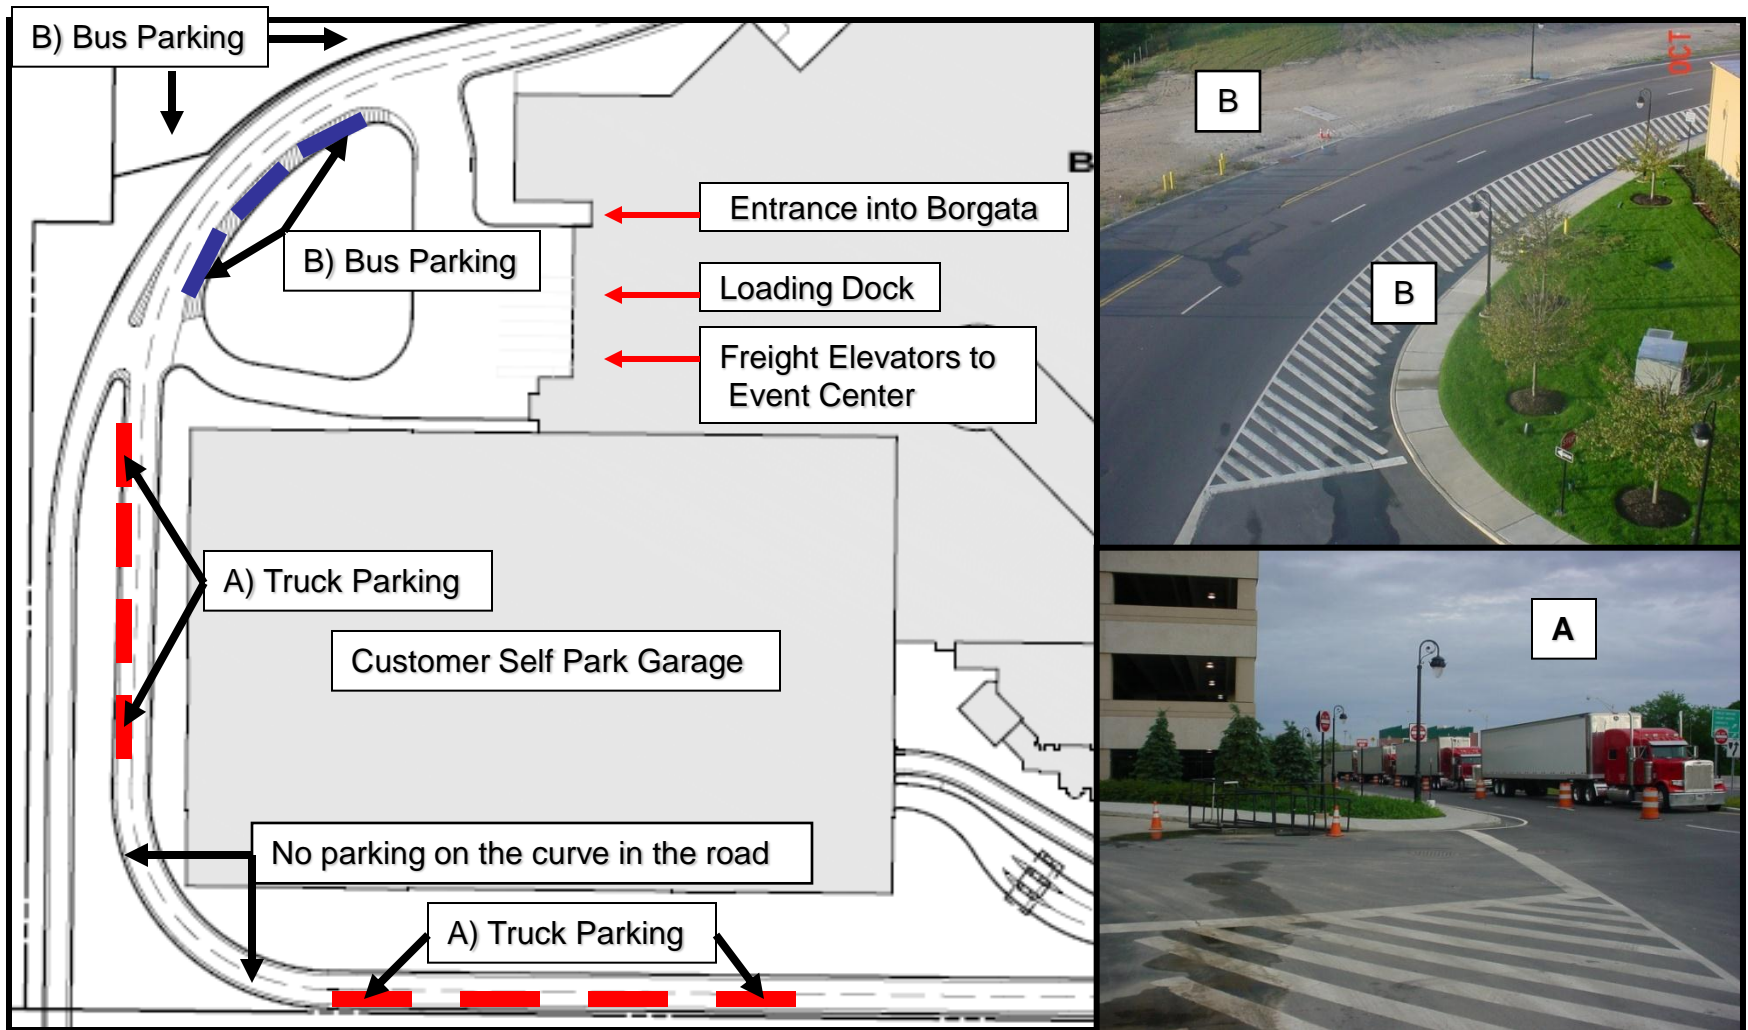 B) Bus Parking
B
Entrance into Borgata
B) Bus Parking
Loading Dock
Freight Elevators to
Event Center
A) Truck Parking
Customer Self Park Garage
No parking on the curve in the road
A) Truck Parking
OCT
B
B
A